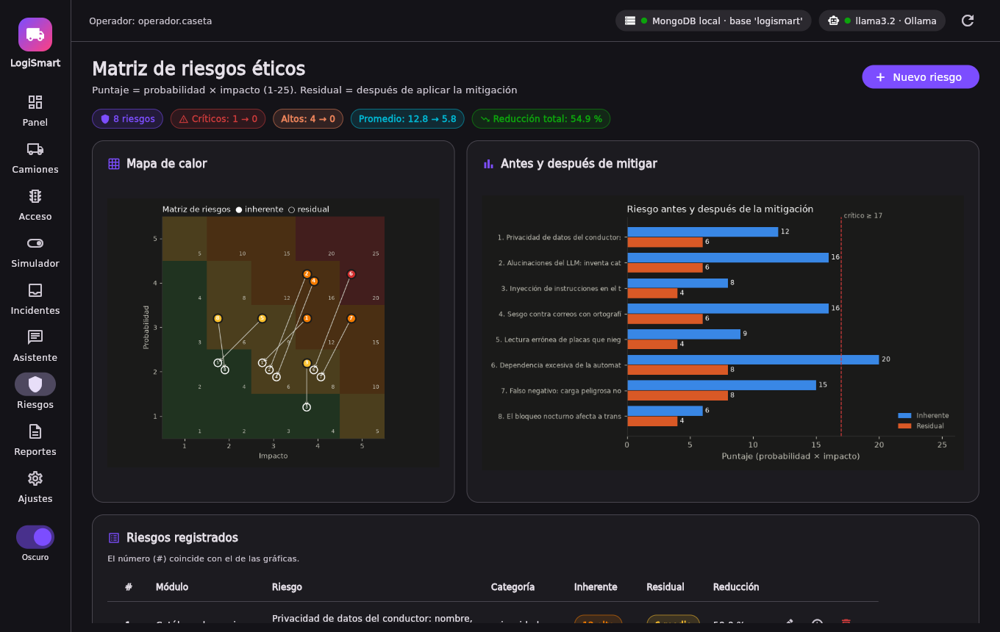 Operador: operador.caseta
MongoDB local · base 'logismart'
llama3.2 · Ollama
LogiSmart
Panel
Camiones
Acceso
Simulador
Incidentes
Asistente
Riesgos
Reportes
Ajustes
Oscuro
Matriz de riesgos éticos
Puntaje = probabilidad × impacto (1-25). Residual = después de aplicar la mitigación
+ Nuevo riesgo
8 riesgos
Críticos: 1 → 0
Altos: 4 → 0
Promedio: 12.8 → 5.8
Reducción total: 54.9 %
Mapa de calor
Matriz de riesgos ● inherente ○ residual
Probabilidad
5 5 10 15 20 25
4 4 8 12 16 20
3 3 6 9 12 15
2 2 4 6 8 10
1 1 2 3 4 5
1 2 3 4 5
Impacto
Antes y después de mitigar
Riesgo antes y después de la mitigación
crítico ≥ 17
1. Privacidad de datos del conductor: 12 6
2. Alucinaciones del LLM: inventa cat 16 6
3. Inyección de instrucciones en el t 8 4
4. Sesgo contra correos con ortografí 16 6
5. Lectura errónea de placas que nieg 9 4
6. Dependencia excesiva de la automat 20 8
7. Falso negativo: carga peligrosa no 15 8
8. El bloqueo nocturno afecta a trans 6 4
Inherente
Residual
0 5 10 15 20 25
Puntaje (probabilidad × impacto)
Riesgos registrados
El número (#) coincide con el de las gráficas.
# Módulo Riesgo Categoría Inherente Residual Reducción
Privacidad de datos del conductor: nombre,